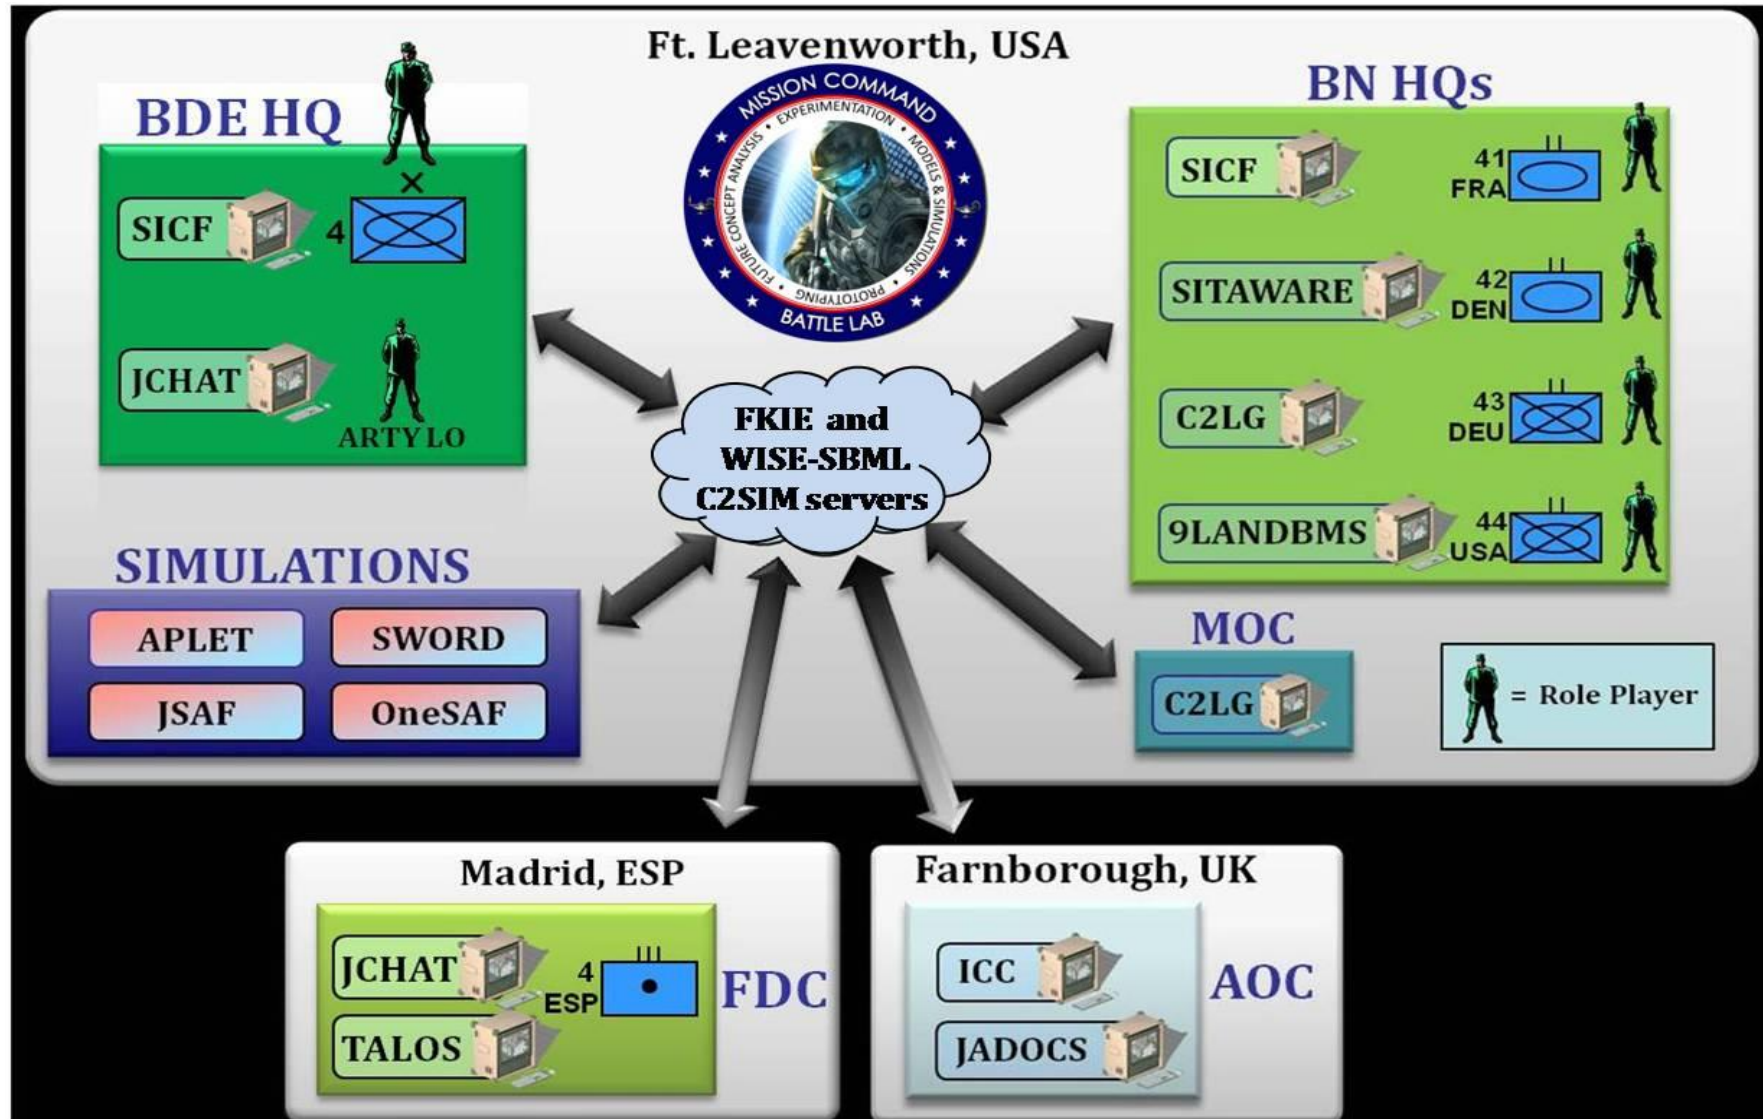 Ft. Leavenworth, USA
MISSION COMMAND
BATTLE LAB
FUTURE CONCEPT ANALYSIS • EXPERIMENTATION • MODELS & SIMULATIONS • PROTOTYPING •
BDE HQ
SICF
4
JCHAT
ARTY LO
BN HQs
SICF
41
FRA
SITAWARE
42
DEN
C2LG
43
DEU
9LANDBMS
44
USA
FKIE and
WISE-SBML
C2SIM servers
SIMULATIONS
APLET
SWORD
JSAF
OneSAF
MOC
C2LG
= Role Player
Madrid, ESP
JCHAT
TALOS
4
ESP
FDC
Farnborough, UK
ICC
JADOCS
AOC